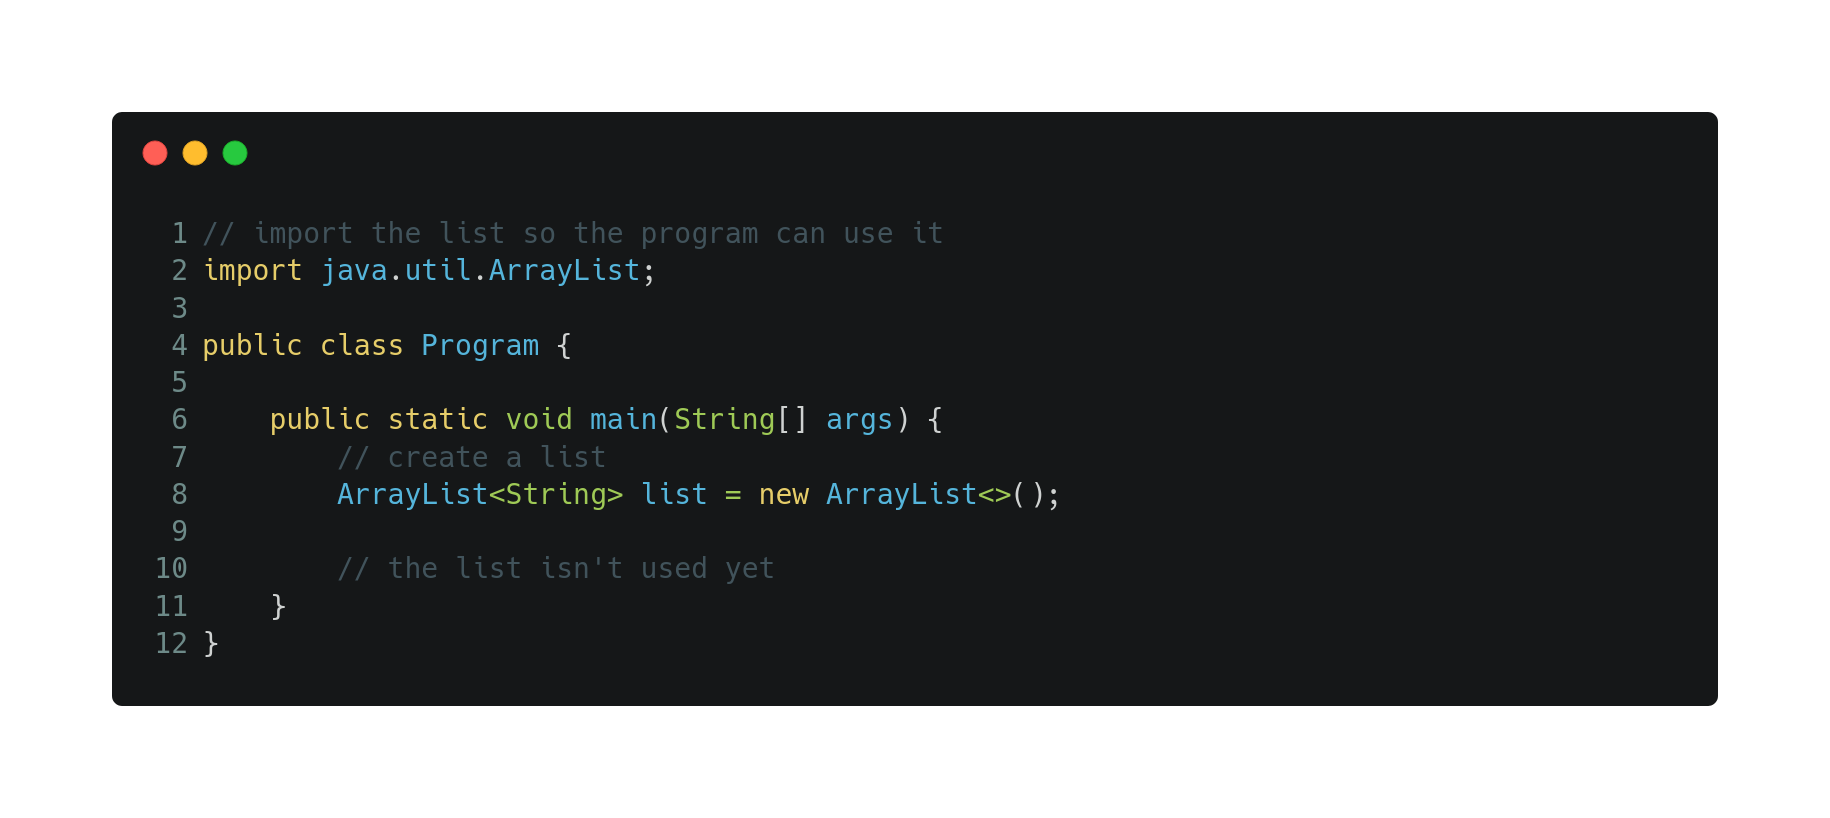 1 // import the list so the program can use it
2 import java.util.ArrayList;
3
4 public class Program {
5
6     public static void main(String[] args) {
7         // create a list
8         ArrayList<String> list = new ArrayList<>();
9
10         // the list isn't used yet
11     }
12 }